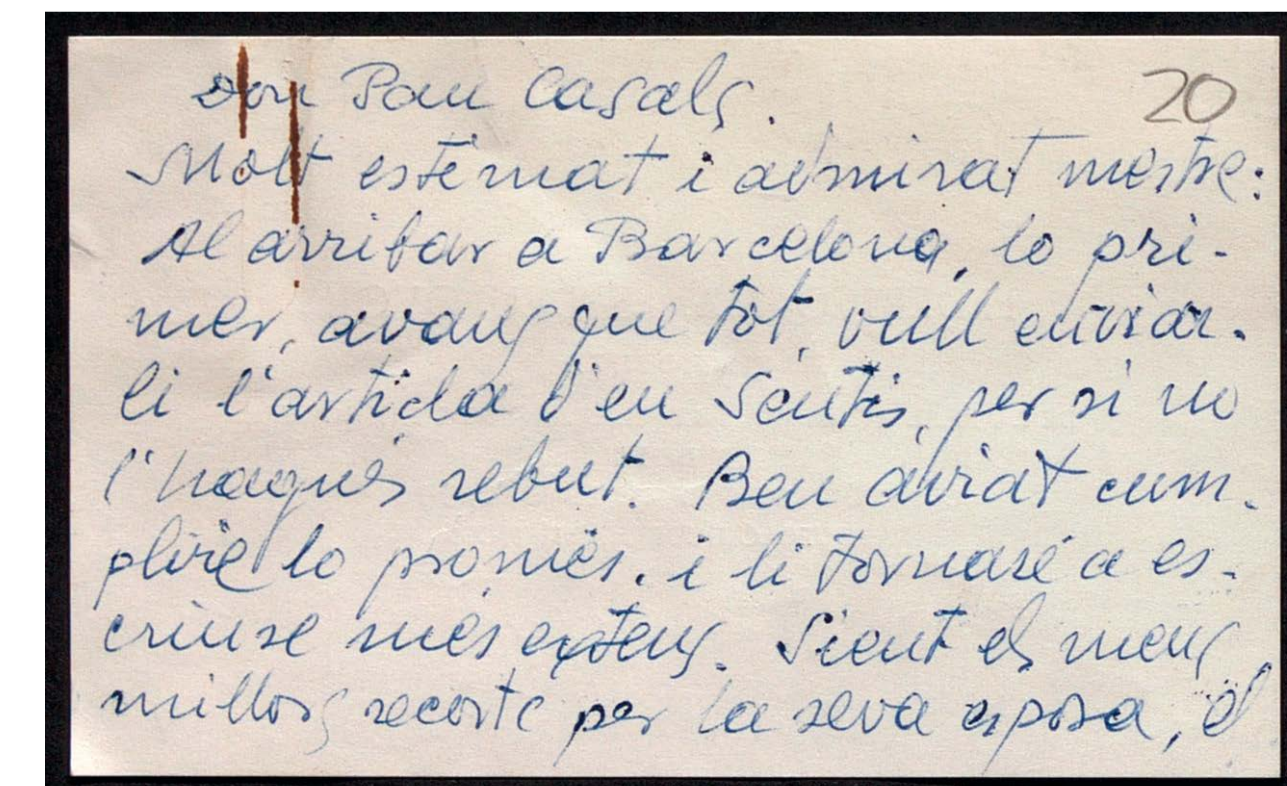 Don Pau Casals.
20
Molt estimat i admirat mestre:
Al arribar a Barcelona, lo pri-
mer, avans que tot, vull enviar-
li l'article d'en Sentís, per si no
l'hagués rebut. Ben aviat cum-
pliré lo promés. i li tornaré a es-
criure més extens. Sient els meus
millors records per la seva esposa, el